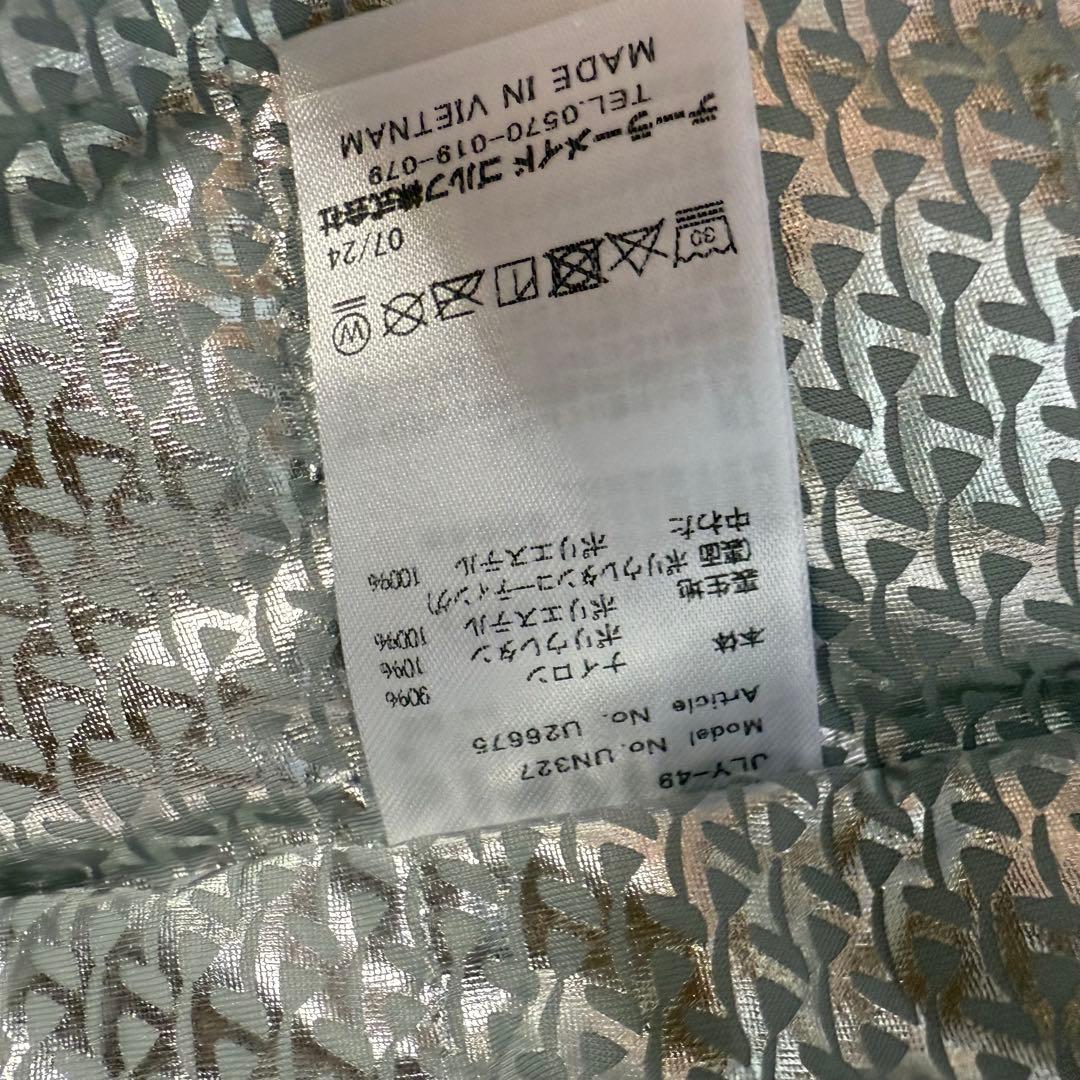 JLY-49
Model No.UN327
Article No. U26675
本体 ナイロン 90%
ポリウレタン 10%
裏生地 ポリエステル 100%
(裏面 ポリウレタンコーティング)
中わた ポリエステル 100%
30
W
07/24
テーラーメイド ゴルフ株式会社
TEL.0570-019-079
MADE IN VIETNAM